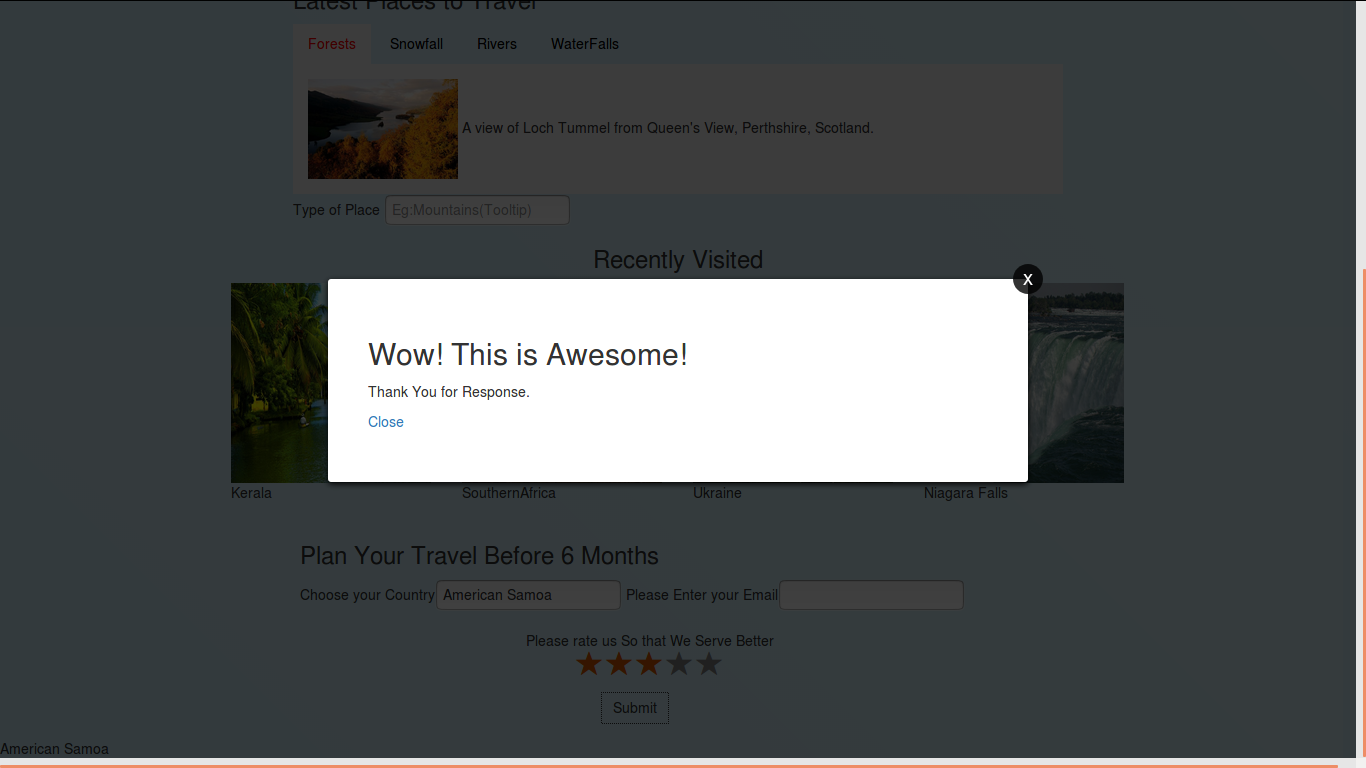 Latest Places to Travel
Forests Snowfall Rivers WaterFalls
A view of Loch Tummel from Queen's View, Perthshire, Scotland.
Type of Place Eg:Mountains(Tooltip)
Recently Visited
x
Wow! This is Awesome!
Thank You for Response.
Close
Kerala SouthernAfrica Ukraine Niagara Falls
Plan Your Travel Before 6 Months
Choose your Country American Samoa Please Enter your Email
Please rate us So that We Serve Better
Submit
American Samoa